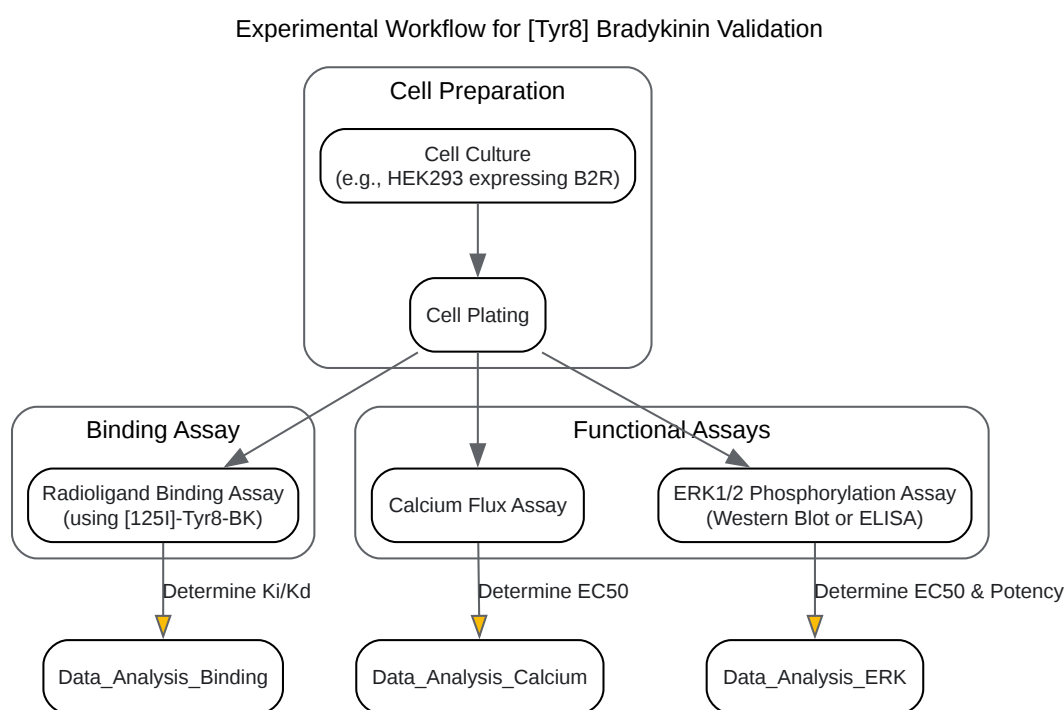 Experimental Workflow for [Tyr8] Bradykinin Validation
Cell Preparation
Cell Culture
(e.g., HEK293 expressing B2R)
Cell Plating
Binding Assay
Functional Assays
Radioligand Binding Assay
(using [125I]-Tyr8-BK)
Calcium Flux Assay
ERK1/2 Phosphorylation Assay
(Western Blot or ELISA)
Determine Ki/Kd
Determine EC50
Determine EC50 & Potency
Data_Analysis_Binding
Data_Analysis_Calcium
Data_Analysis_ERK